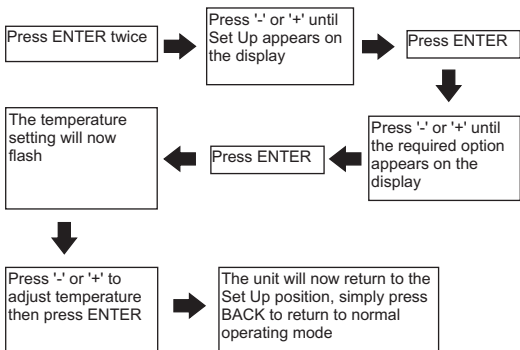 Press ENTER twice
Press '-' or '+' until
Set Up appears on
the display
Press ENTER
Press '-' or '+' until
the required option
appears on the
display
Press ENTER
The temperature
setting will now
flash
Press '-' or '+' to
adjust temperature
then press ENTER
The unit will now return to the
Set Up position, simply press
BACK to return to normal
operating mode